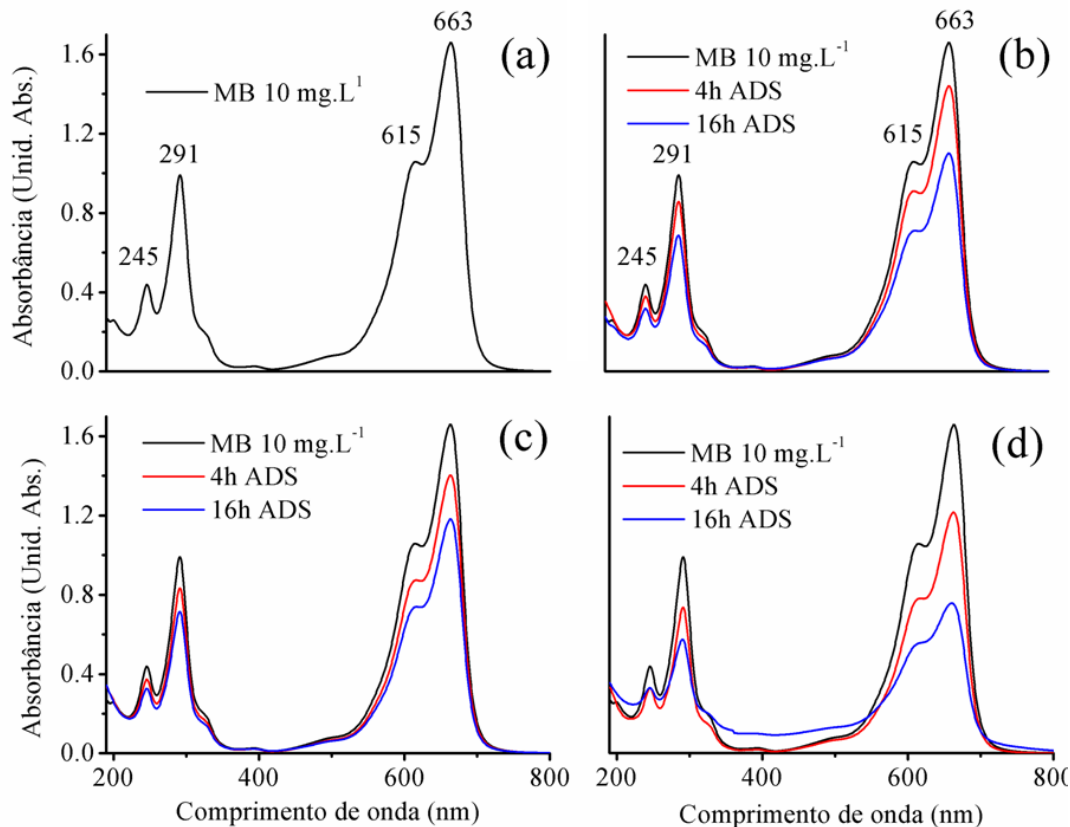 663
1.6
(a)
MB 10 mg.L¹
1.2
615
291
0.8
245
0.4
0.0
Absorbância (Unid. Abs.)
663
(b)
MB 10 mg.L⁻¹
4h ADS
16h ADS
615
291
245
1.6
(c)
MB 10 mg.L⁻¹
4h ADS
16h ADS
1.2
0.8
0.4
0.0
Absorbância (Unid. Abs.)
200
400
600
800
Comprimento de onda (nm)
(d)
MB 10 mg.L⁻¹
4h ADS
16h ADS
200
400
600
800
Comprimento de onda (nm)